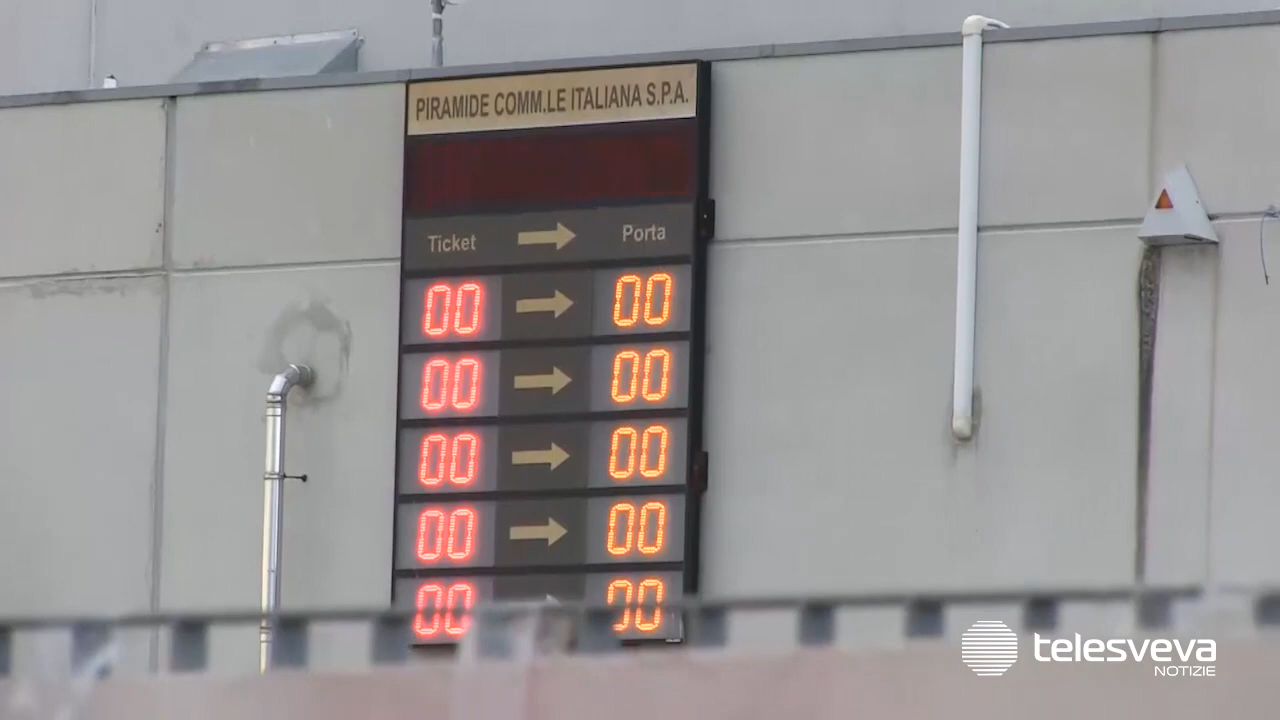 PIRAMIDE COMM.LE ITALIANA S.P.A.
Ticket Porta
00 00
00 00
00 00
00 00
00 00
telesveva
NOTIZIE